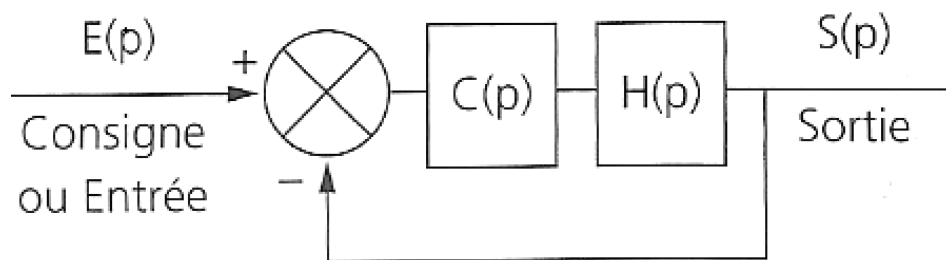 E(p)
+
Consigne
ou Entrée
−
C(p)
H(p)
S(p)
Sortie